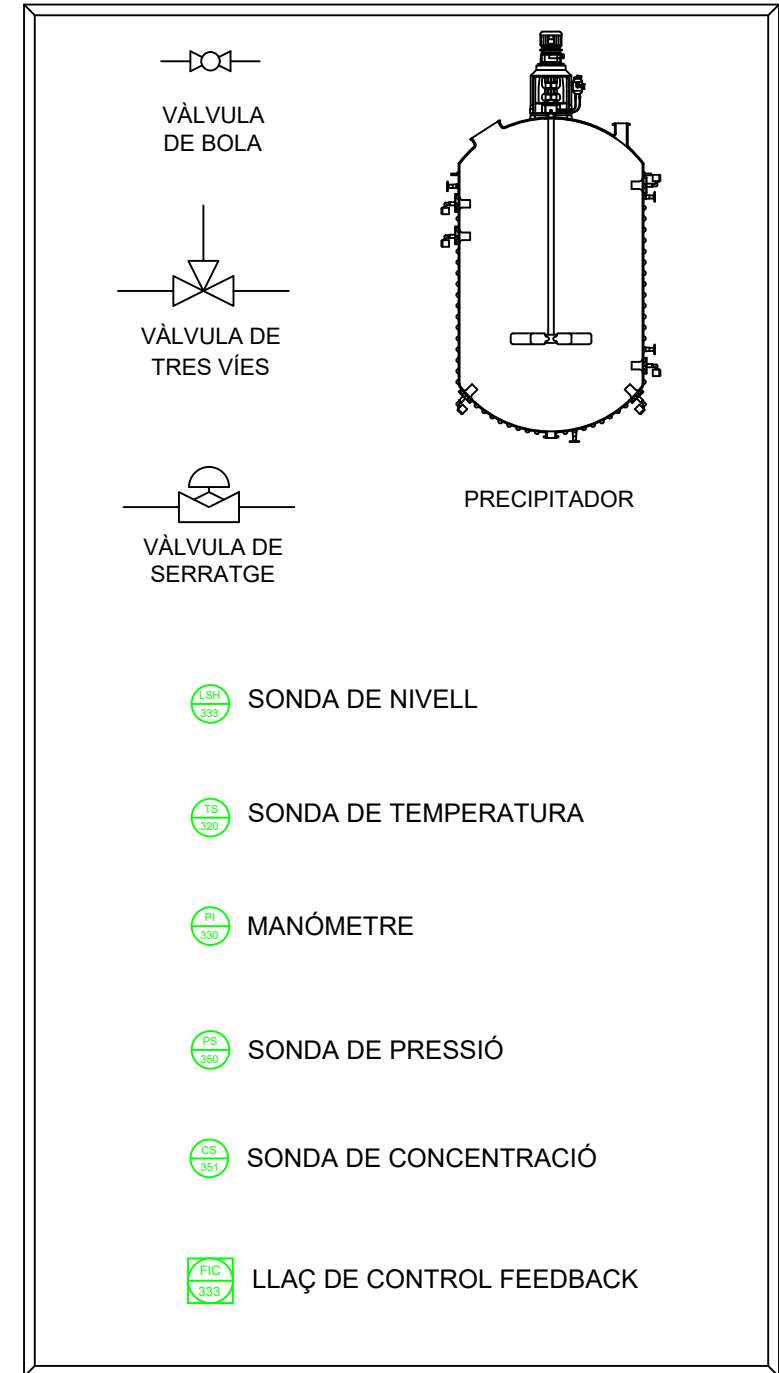 VÀLVULA
DE BOLA
VÀLVULA DE
TRES VÍES
VÀLVULA DE
SERRATGE
PRECIPITADOR
LSH
333
SONDA DE NIVELL
TS
320
SONDA DE TEMPERATURA
PI
330
MANÓMETRE
PS
350
SONDA DE PRESSIÓ
CS
351
SONDA DE CONCENTRACIÓ
FIC
333
LLAÇ DE CONTROL FEEDBACK